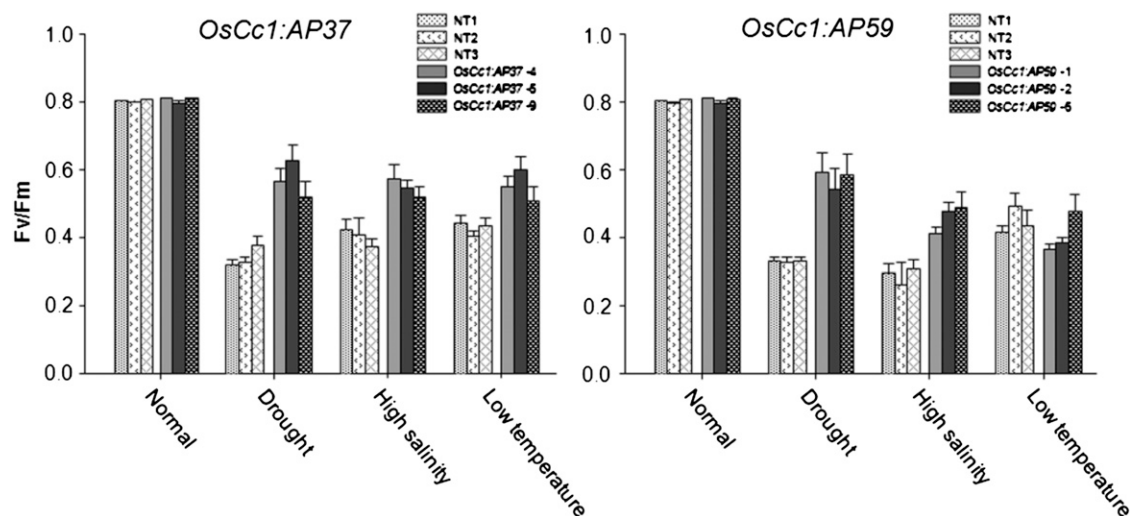 OsCc1:AP37
NT1
NT2
NT3
OsCc1:AP37 -4
OsCc1:AP37 -5
OsCc1:AP37 -9
Fv/Fm
1.0
0.8
0.6
0.4
0.2
0.0
Normal
Drought
High salinity
Low temperature
OsCc1:AP59
NT1
NT2
NT3
OsCc1:AP59 -1
OsCc1:AP59 -2
OsCc1:AP59 -5
1.0
0.8
0.6
0.4
0.2
0.0
Normal
Drought
High salinity
Low temperature